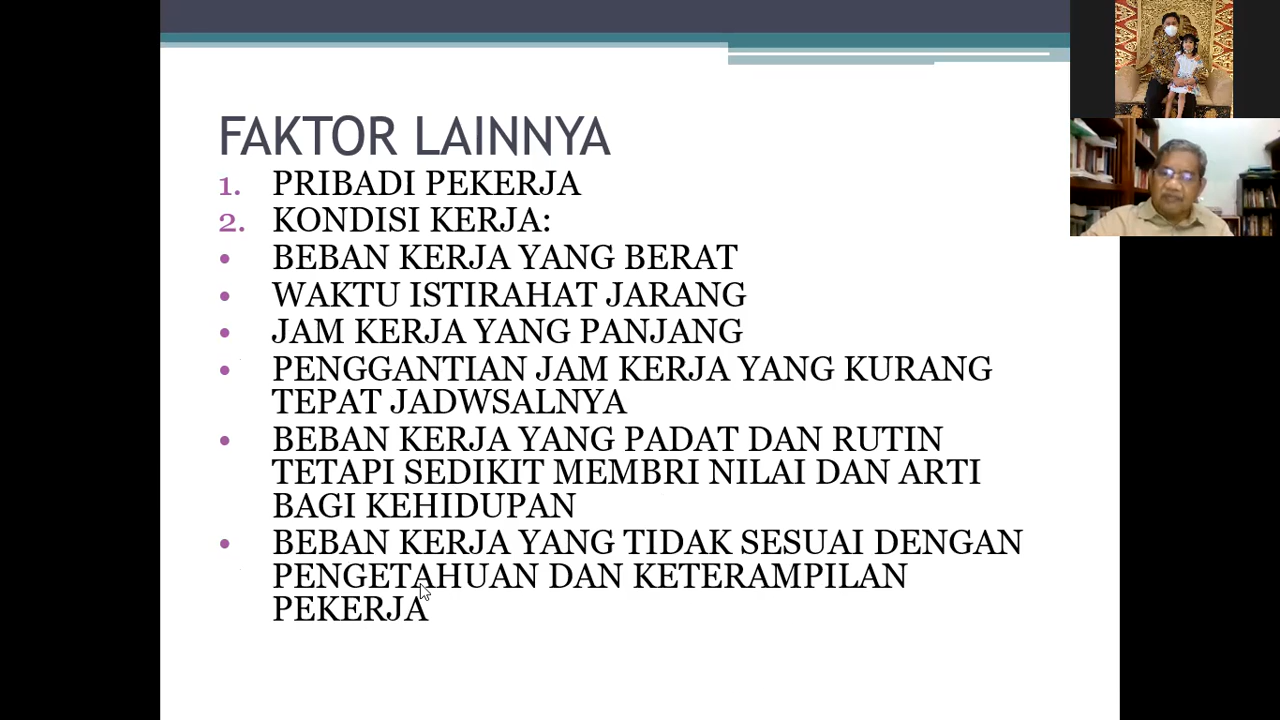 FAKTOR LAINNYA
1. PRIBADI PEKERJA
2. KONDISI KERJA:
• BEBAN KERJA YANG BERAT
• WAKTU ISTIRAHAT JARANG
• JAM KERJA YANG PANJANG
• PENGGANTIAN JAM KERJA YANG KURANG
TEPAT JADWSALNYA
• BEBAN KERJA YANG PADAT DAN RUTIN
TETAPI SEDIKIT MEMBRI NILAI DAN ARTI
BAGI KEHIDUPAN
• BEBAN KERJA YANG TIDAK SESUAI DENGAN
PENGETAHUAN DAN KETERAMPILAN
PEKERJA